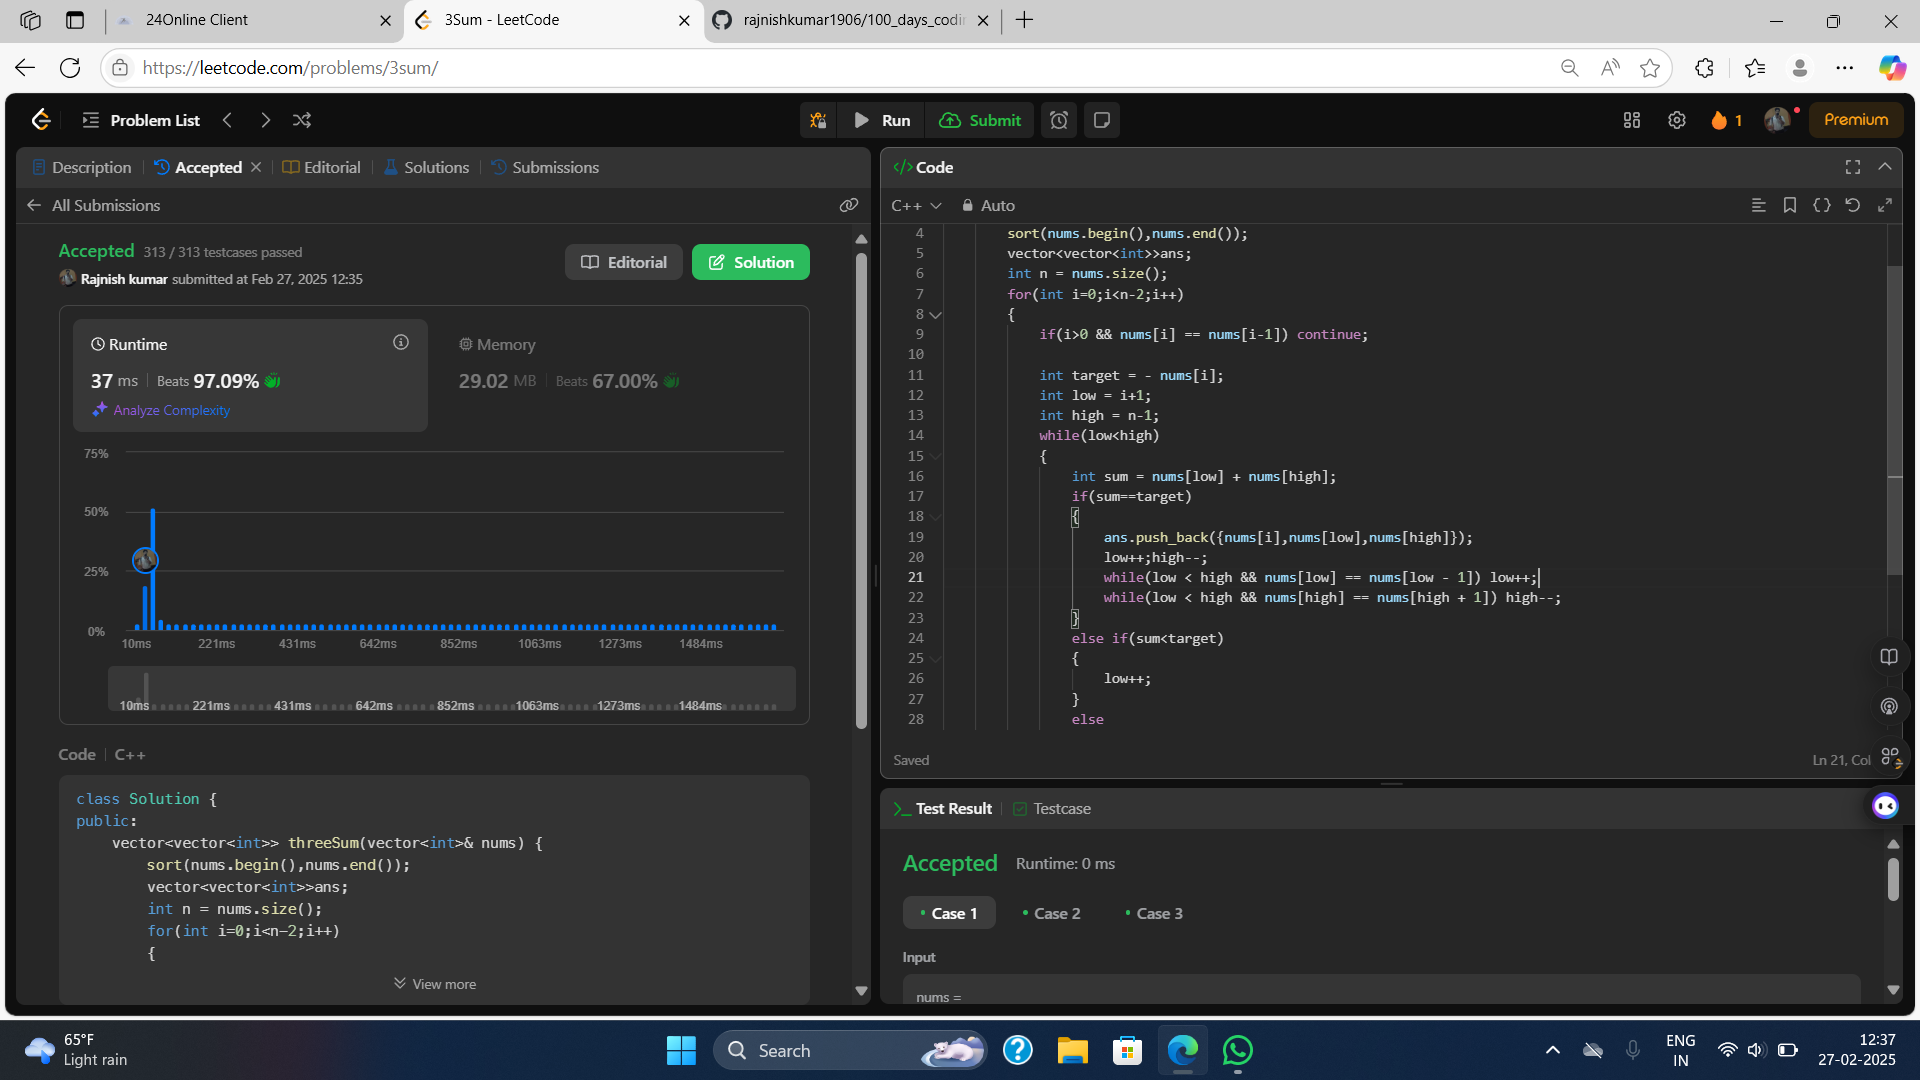 24Online Client
3Sum - LeetCode
rajnishkumar1906/100_days_codi
https://leetcode.com/problems/3sum/
Problem List
Run
Submit
1
Premium
Description
Accepted
Editorial
Solutions
Submissions
All Submissions
Accepted 313 / 313 testcases passed
Rajnish kumar submitted at Feb 27, 2025 12:35
Editorial
Solution
Runtime
37 ms Beats 97.09%
Analyze Complexity
Memory
29.02 MB Beats 67.00%
75%
50%
25%
0%
10ms 221ms 431ms 642ms 852ms 1063ms 1273ms 1484ms
10ms 221ms 431ms 642ms 852ms 1063ms 1273ms 1484ms
Code C++
class Solution {
public:
vector<vector<int>> threeSum(vector<int>& nums) {
sort(nums.begin(),nums.end());
vector<vector<int>>ans;
int n = nums.size();
for(int i=0;i<n-2;i++)
{
View more
</> Code
C++ Auto
4 sort(nums.begin(),nums.end());
5 vector<vector<int>>ans;
6 int n = nums.size();
7 for(int i=0;i<n-2;i++)
8 {
9 if(i>0 && nums[i] == nums[i-1]) continue;
10
11 int target = - nums[i];
12 int low = i+1;
13 int high = n-1;
14 while(low<high)
15 {
16 int sum = nums[low] + nums[high];
17 if(sum==target)
18 {
19 ans.push_back({nums[i],nums[low],nums[high]});
20 low++;high--;
21 while(low < high && nums[low] == nums[low - 1]) low++;
22 while(low < high && nums[high] == nums[high + 1]) high--;
23 }
24 else if(sum<target)
25 {
26 low++;
27 }
28 else
Saved
Ln 21, Col
Test Result
Testcase
Accepted Runtime: 0 ms
Case 1
Case 2
Case 3
Input
nums =
65°F
Light rain
Search
ENG
IN
12:37
27-02-2025